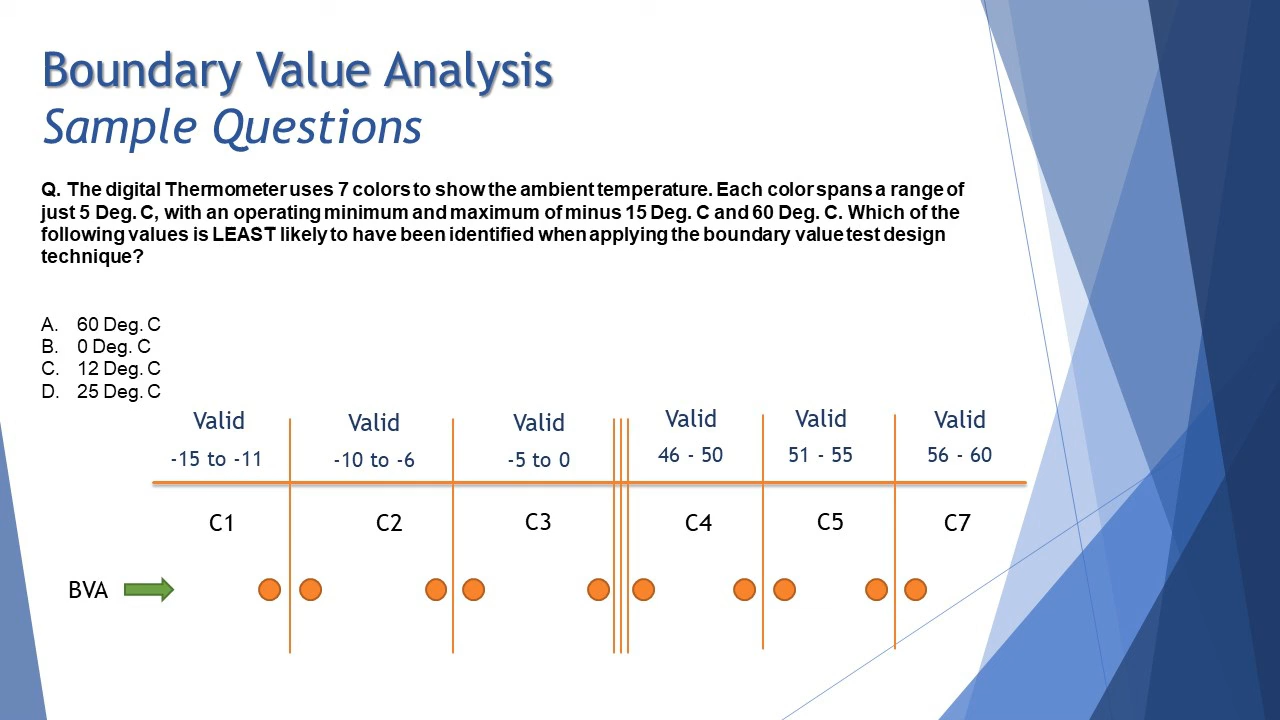 Boundary Value Analysis
Sample Questions
Q. The digital Thermometer uses 7 colors to show the ambient temperature. Each color spans a range of
just 5 Deg. C, with an operating minimum and maximum of minus 15 Deg. C and 60 Deg. C. Which of the
following values is LEAST likely to have been identified when applying the boundary value test design
technique?
A. 60 Deg. C
B. 0 Deg. C
C. 12 Deg. C
D. 25 Deg. C
Valid Valid Valid Valid Valid Valid
-15 to -11 -10 to -6 -5 to 0 46 - 50 51 - 55 56 - 60
C1 C2 C3 C4 C5 C7
BVA